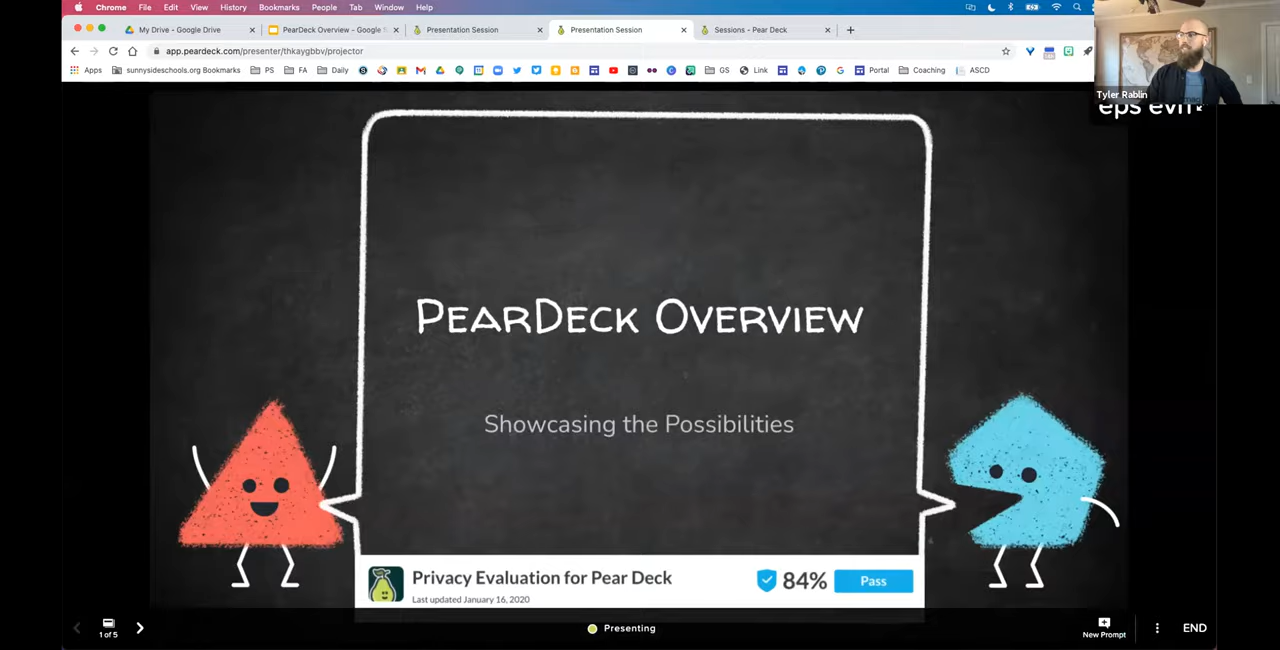 Chrome File Edit View History Bookmarks People Tab Window Help
My Drive - Google Drive
PearDeck Overview - Google
Presentation Session
Presentation Session
Sessions - Pear Deck
app.peardeck.com/presenter/thkaygbbv/projector
Apps sunnysideschools.org Bookmarks PS FA Daily GS Link Portal Coaching ASCD
Tyler Rablin
PearDeck Overview
Showcasing the Possibilities
Privacy Evaluation for Pear Deck
Last updated January 16, 2020
84%
Pass
1 of 5
Presenting
New Prompt
END